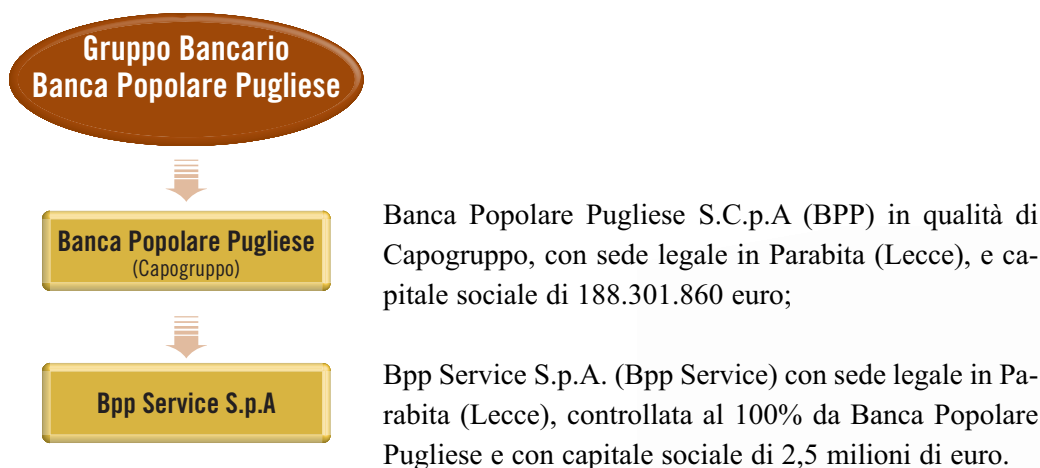 Gruppo Bancario
Banca Popolare Pugliese
Banca Popolare Pugliese
(Capogruppo)
Banca Popolare Pugliese S.C.p.A (BPP) in qualità di
Capogruppo, con sede legale in Parabita (Lecce), e ca-
pitale sociale di 188.301.860 euro;
Bpp Service S.p.A
Bpp Service S.p.A. (Bpp Service) con sede legale in Pa-
rabita (Lecce), controllata al 100% da Banca Popolare
Pugliese e con capitale sociale di 2,5 milioni di euro.